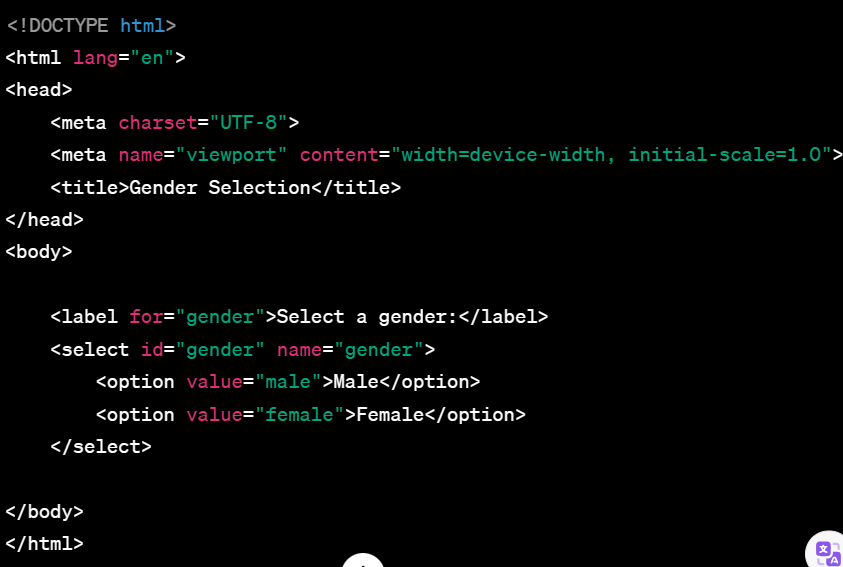 <!DOCTYPE html>
<html lang="en">
<head>
    <meta charset="UTF-8">
    <meta name="viewport" content="width=device-width, initial-scale=1.0">
    <title>Gender Selection</title>
</head>
<body>

    <label for="gender">Select a gender:</label>
    <select id="gender" name="gender">
        <option value="male">Male</option>
        <option value="female">Female</option>
    </select>

</body>
</html>
文
A